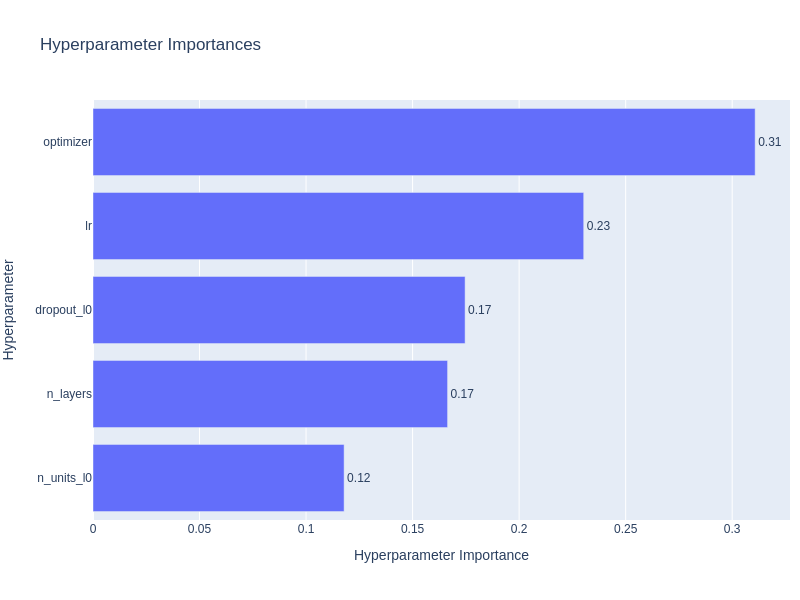 Hyperparameter Importances
Hyperparameter
optimizer
0.31
lr
0.23
dropout_l0
0.17
n_layers
0.17
n_units_l0
0.12
0 0.05 0.1 0.15 0.2 0.25 0.3
Hyperparameter Importance